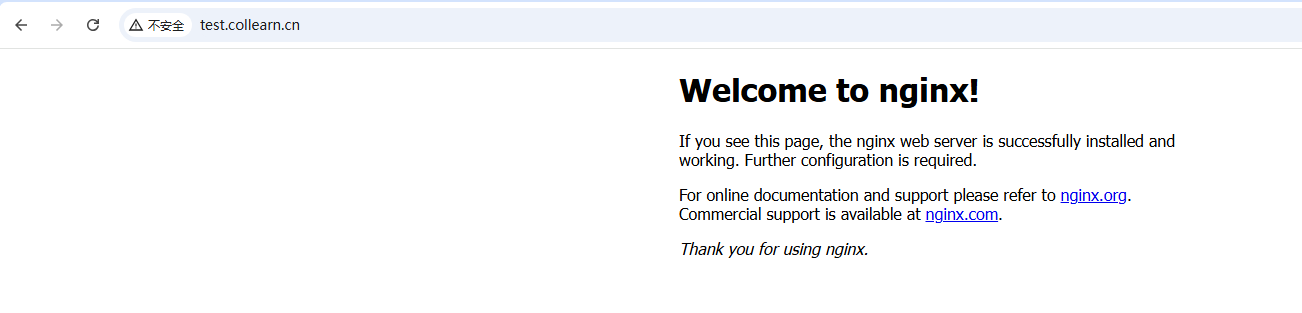 不安全 test.collearn.cn
Welcome to nginx!
If you see this page, the nginx web server is successfully installed and
working. Further configuration is required.
For online documentation and support please refer to nginx.org.
Commercial support is available at nginx.com.
Thank you for using nginx.